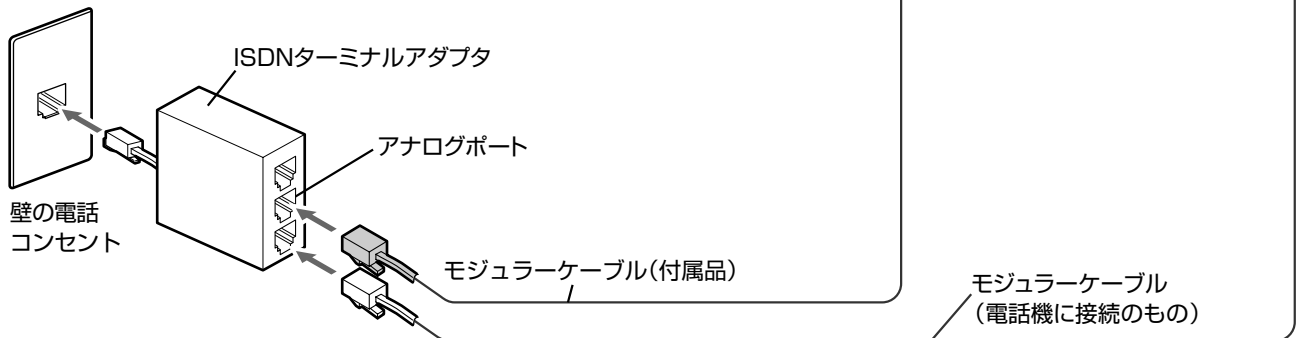 ISDNターミナルアダプタ
アナログポート
壁の電話
コンセント
モジュラーケーブル(付属品)
モジュラーケーブル
(電話機に接続のもの)